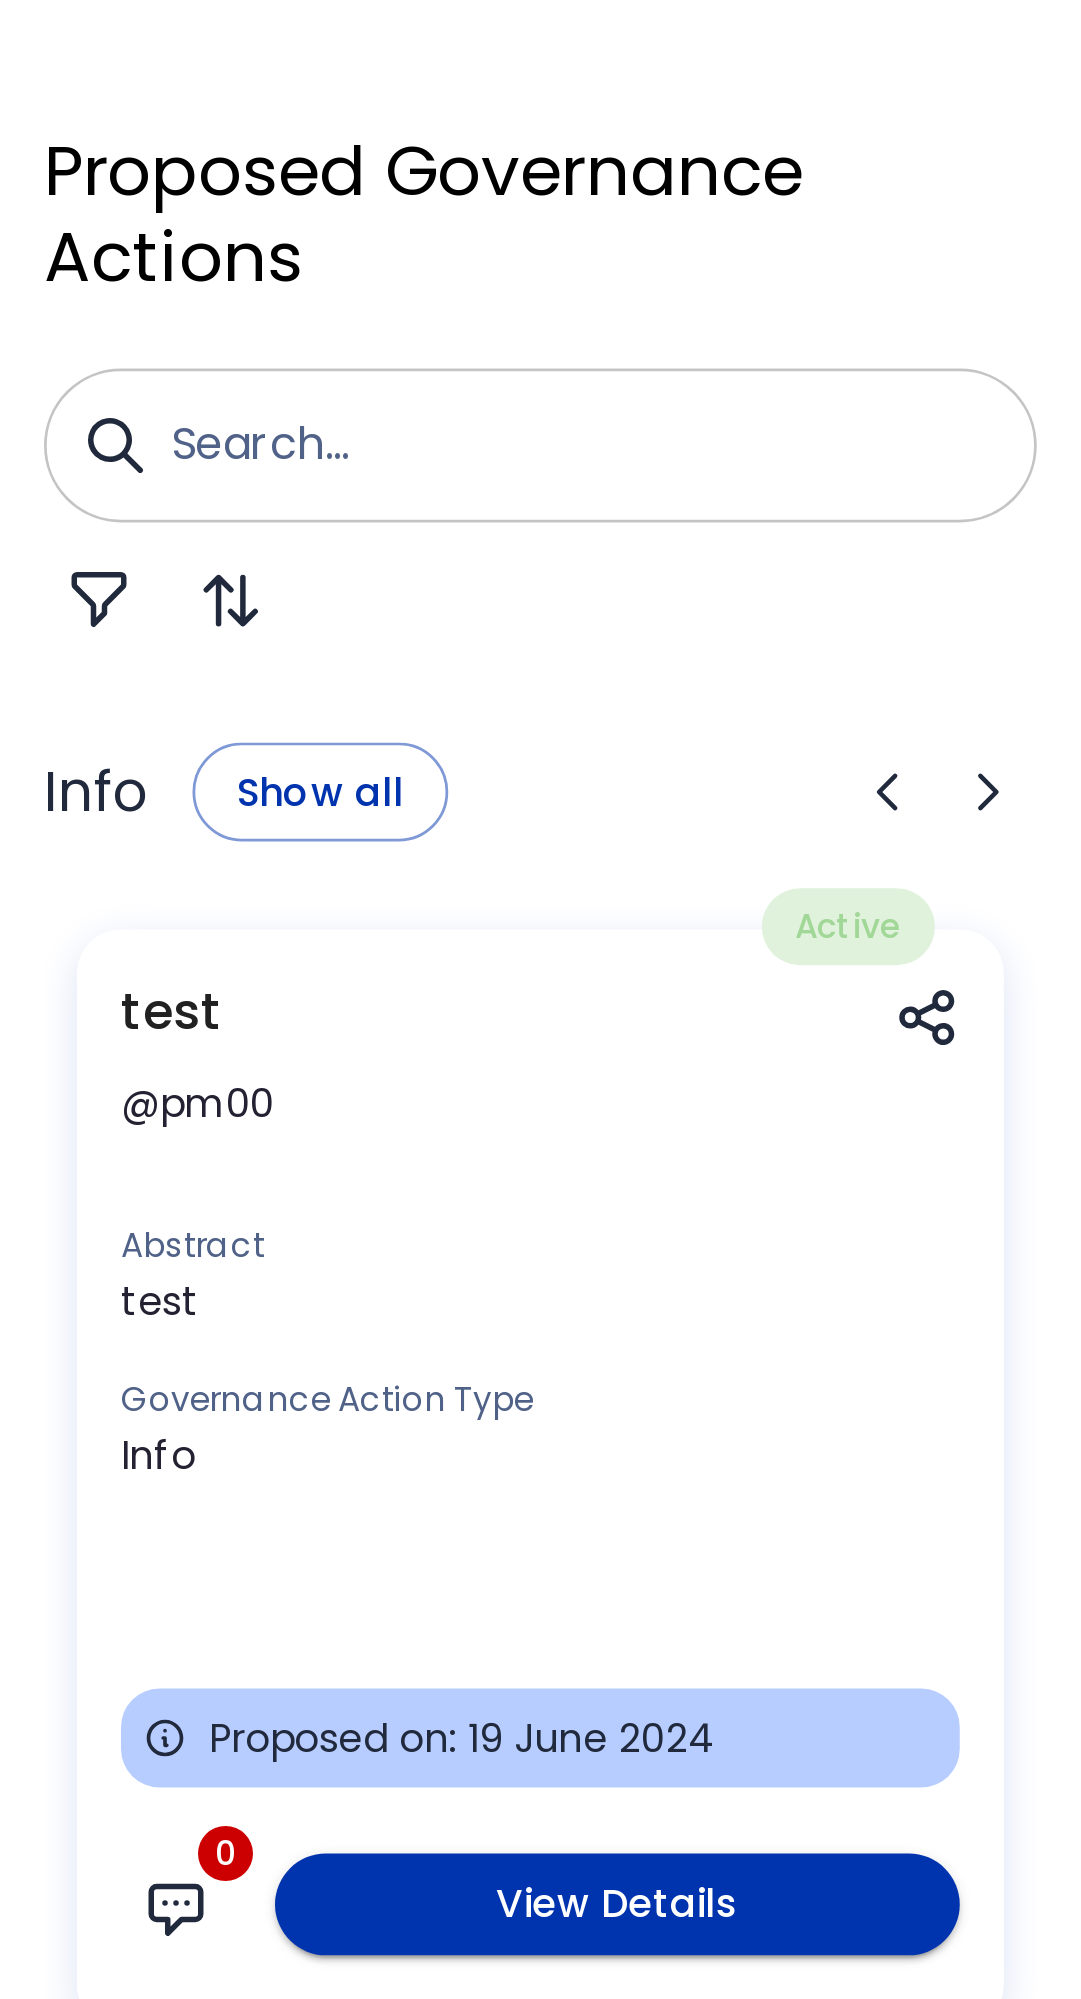 Proposed Governance
Actions
Search...
Info
Show all
Active
test
@pm00
Abstract
test
Governance Action Type
Info
Proposed on: 19 June 2024
0
View Details